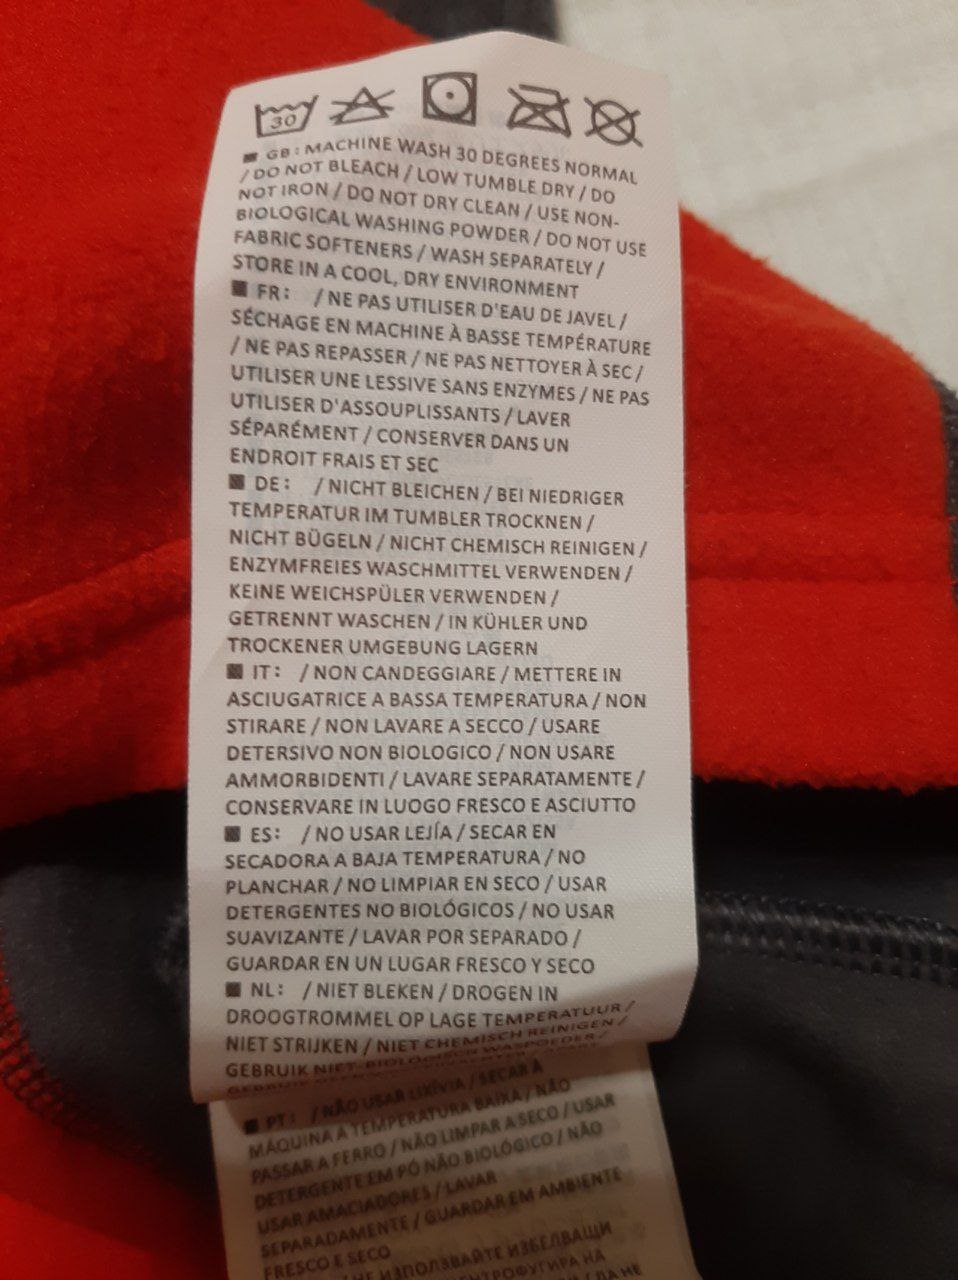 30
GB: MACHINE WASH 30 DEGREES NORMAL
/ DO NOT BLEACH / LOW TUMBLE DRY / DO
NOT IRON / DO NOT DRY CLEAN / USE NON-
BIOLOGICAL WASHING POWDER / DO NOT USE
FABRIC SOFTENERS / WASH SEPARATELY /
STORE IN A COOL, DRY ENVIRONMENT
FR: / NE PAS UTILISER D'EAU DE JAVEL /
SÉCHAGE EN MACHINE À BASSE TEMPÉRATURE
/ NE PAS REPASSER / NE PAS NETTOYER À SEC /
UTILISER UNE LESSIVE SANS ENZYMES / NE PAS
UTILISER D'ASSOUPLISSANTS / LAVER
SÉPARÉMENT / CONSERVER DANS UN
ENDROIT FRAIS ET SEC
DE: / NICHT BLEICHEN / BEI NIEDRIGER
TEMPERATUR IM TUMBLER TROCKNEN /
NICHT BÜGELN / NICHT CHEMISCH REINIGEN /
ENZYMFREIES WASCHMITTEL VERWENDEN /
KEINE WEICHSPÜLER VERWENDEN /
GETRENNT WASCHEN / IN KÜHLER UND
TROCKENER UMGEBUNG LAGERN
IT: / NON CANDEGGIARE / METTERE IN
ASCIUGATRICE A BASSA TEMPERATURA / NON
STIRARE / NON LAVARE A SECCO / USARE
DETERSIVO NON BIOLOGICO / NON USARE
AMMORBIDENTI / LAVARE SEPARATAMENTE /
CONSERVARE IN LUOGO FRESCO E ASCIUTTO
ES: / NO USAR LEJÍA / SECAR EN
SECADORA A BAJA TEMPERATURA / NO
PLANCHAR / NO LIMPIAR EN SECO / USAR
DETERGENTES NO BIOLÓGICOS / NO USAR
SUAVIZANTE / LAVAR POR SEPARADO /
GUARDAR EN UN LUGAR FRESCO Y SECO
NL: / NIET BLEKEN / DROGEN IN
DROOGTROMMEL OP LAGE TEMPERATUUR /
NIET STRIJKEN / NIET CHEMISCH REINIGEN /
GEBRUIK NIET-BIOLOGISCH WASPOEDER /
PT: / NÃO USAR LIXÍVIA / SECAR À
MÁQUINA A TEMPERATURA BAIXA / NÃO
PASSAR A FERRO / NÃO LIMPAR A SECO / USAR
DETERGENTE EM PÓ NÃO BIOLÓGICO / NÃO
USAR AMACIADORES / LAVAR
SEPARADAMENTE / GUARDAR EM AMBIENTE
FRESCO E SECO
/ НЕ ИЗПОЛЗВАЙТЕ ИЗБЕЛВАЩИ
/ ДА НЕ